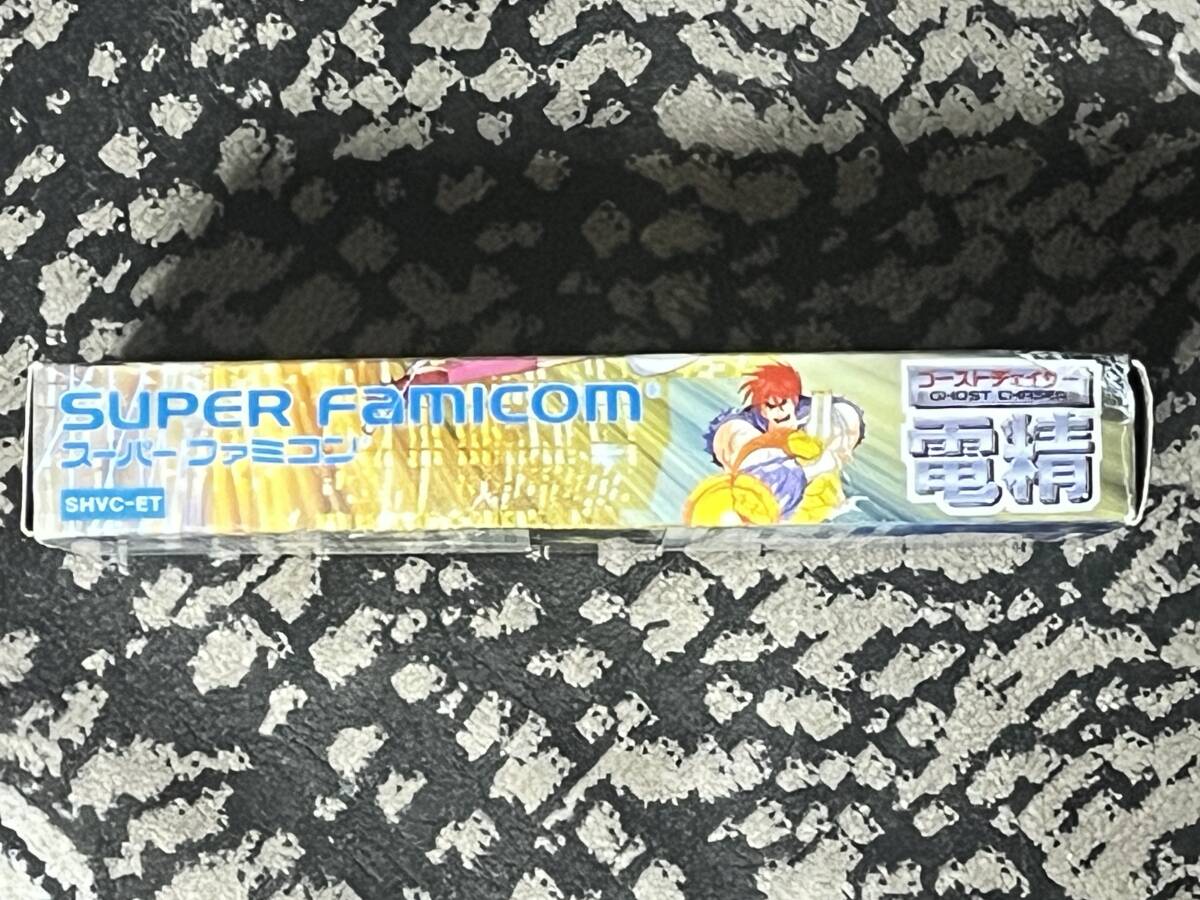 SUPER FAMICOM®
スーパーファミコン®
SHVC-ET
ゴーストチェイサー
GHOST CHASER
電精